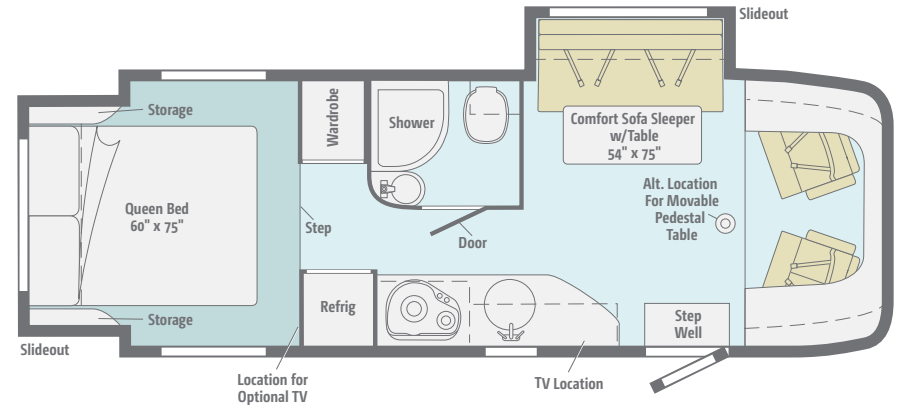 Slideout
Storage
Wardrobe
Shower
Comfort Sofa Sleeper
w/Table
54" x 75"
Alt. Location
For Movable
Pedestal
Table
Queen Bed
60" x 75"
Step
Door
Refrig
Step
Well
Storage
Slideout
Location for
Optional TV
TV Location